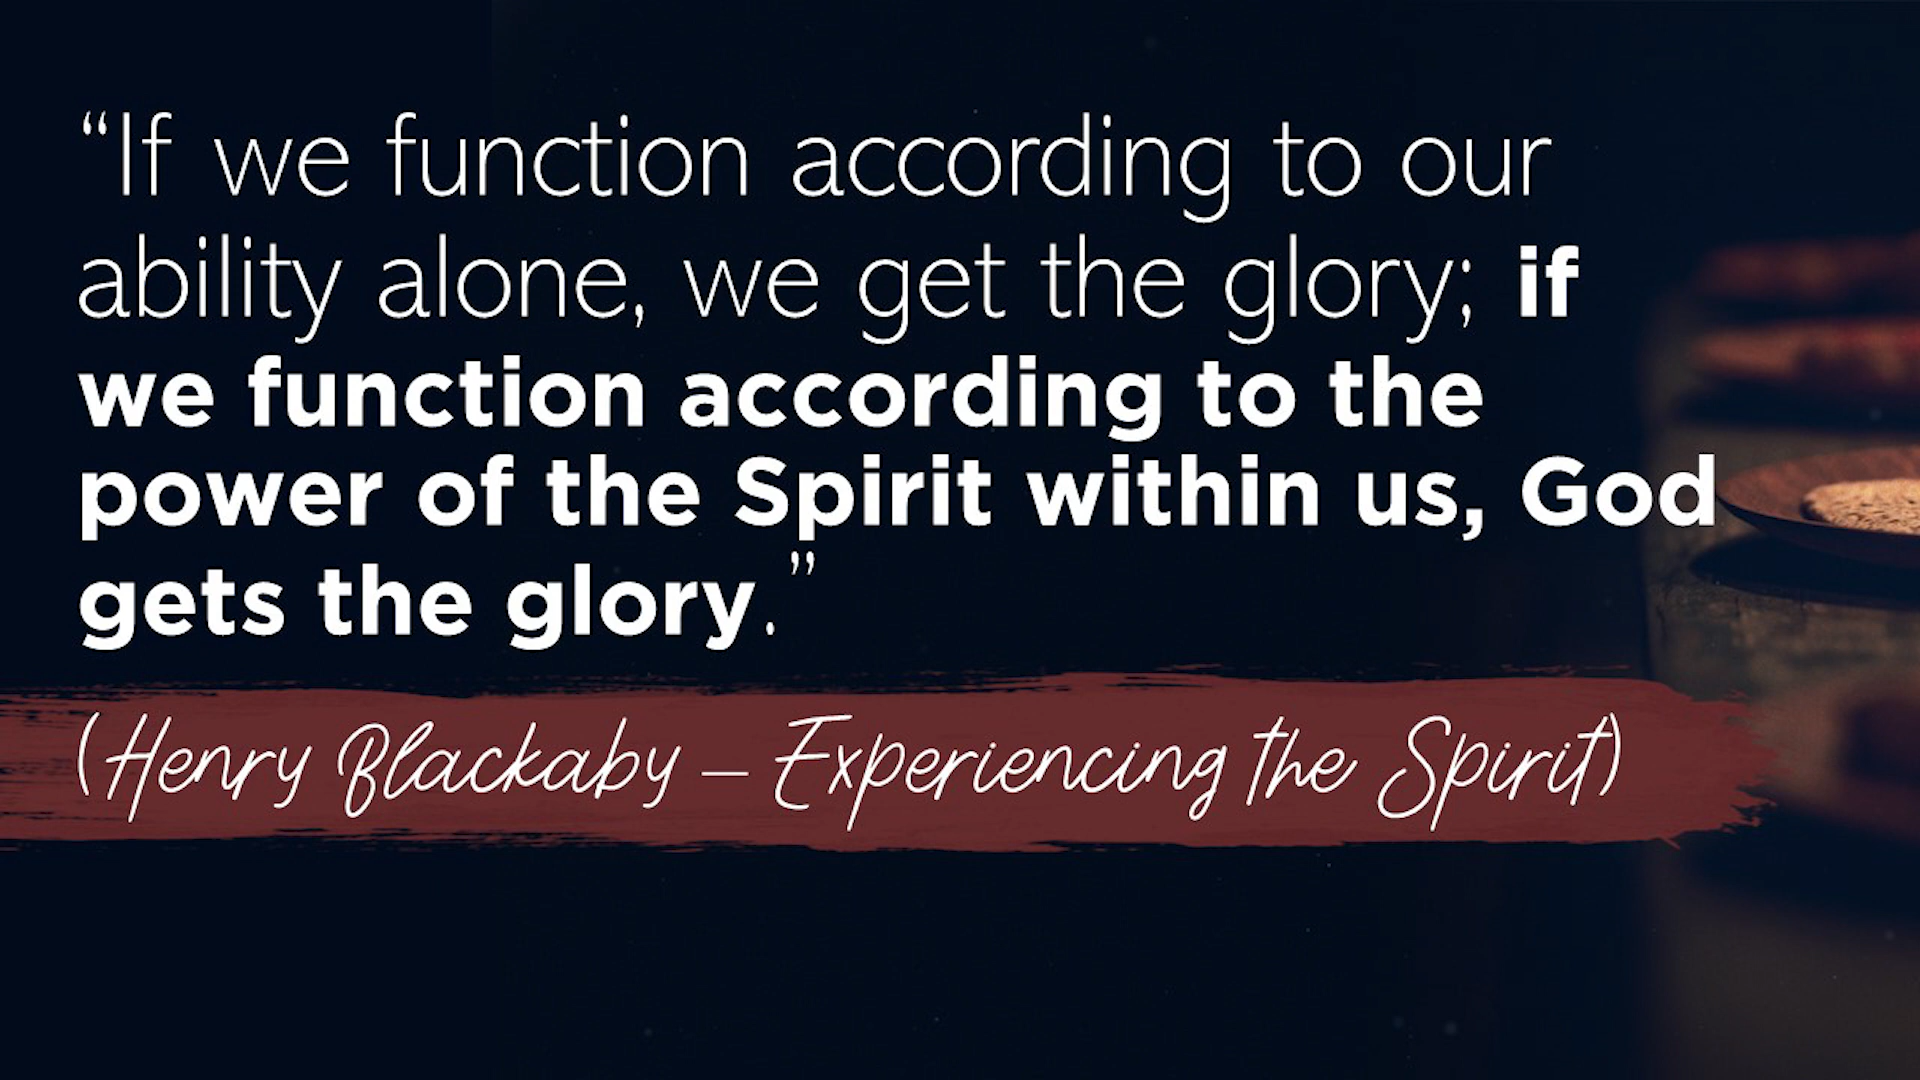 “If we function according to our
ability alone, we get the glory; if
we function according to the
power of the Spirit within us, God
gets the glory.”
(Henry Blackaby – Experiencing the Spirit)